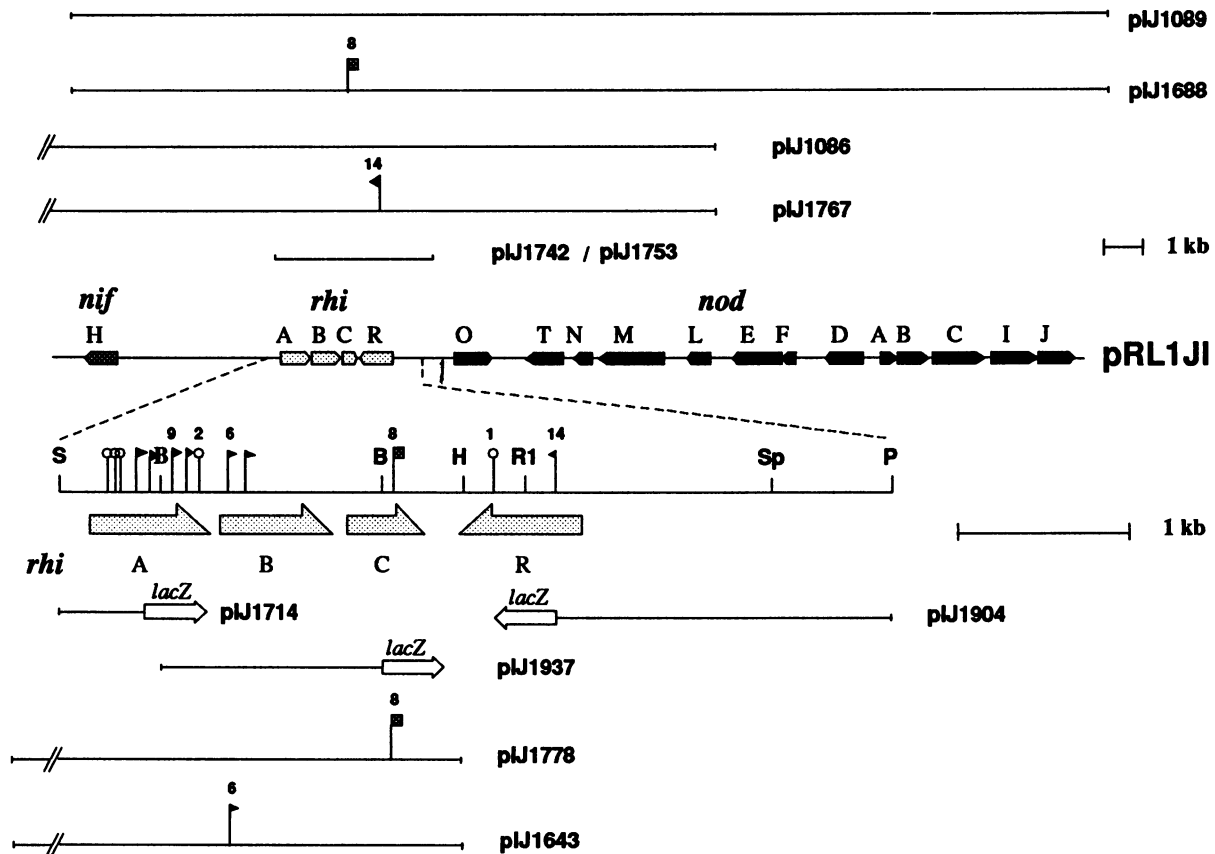 pIJ1089
8
pIJ1688
pIJ1086
14
pIJ1767
pIJ1742 / pIJ1753
1 kb
nif rhi nod
H A B C R O T N M L E F D A B C I J
pRL1JI
S B 9 2 6 B 8 H 1 R1 14 Sp P
1 kb
rhi A B C R
lacZ pIJ1714 lacZ pIJ1904
lacZ pIJ1937
8
pIJ1778
6
pIJ1643